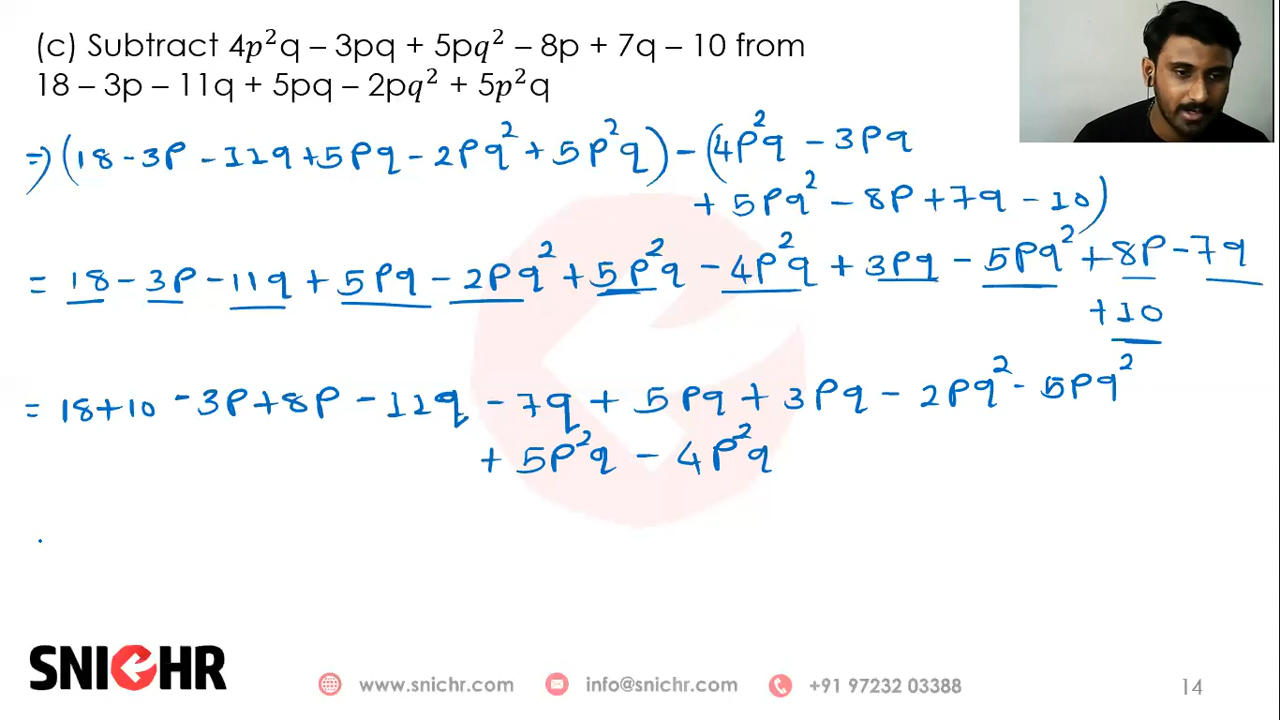 (c) Subtract 4p²q – 3pq + 5pq² – 8p + 7q – 10 from
18 – 3p – 11q + 5pq – 2pq² + 5p²q
⇒ (18 - 3p - 11q + 5pq - 2pq² + 5p²q) - (4p²q - 3pq
+ 5pq² - 8p + 7q - 10)
= 18 - 3p - 11q + 5pq - 2pq² + 5p²q - 4p²q + 3pq - 5pq² + 8p - 7q
+ 10
= 18 + 10 - 3p + 8p - 11q - 7q + 5pq + 3pq - 2pq² - 5pq²
+ 5p²q - 4p²q
SNICHR
www.snichr.com info@snichr.com +91 97232 03388 14